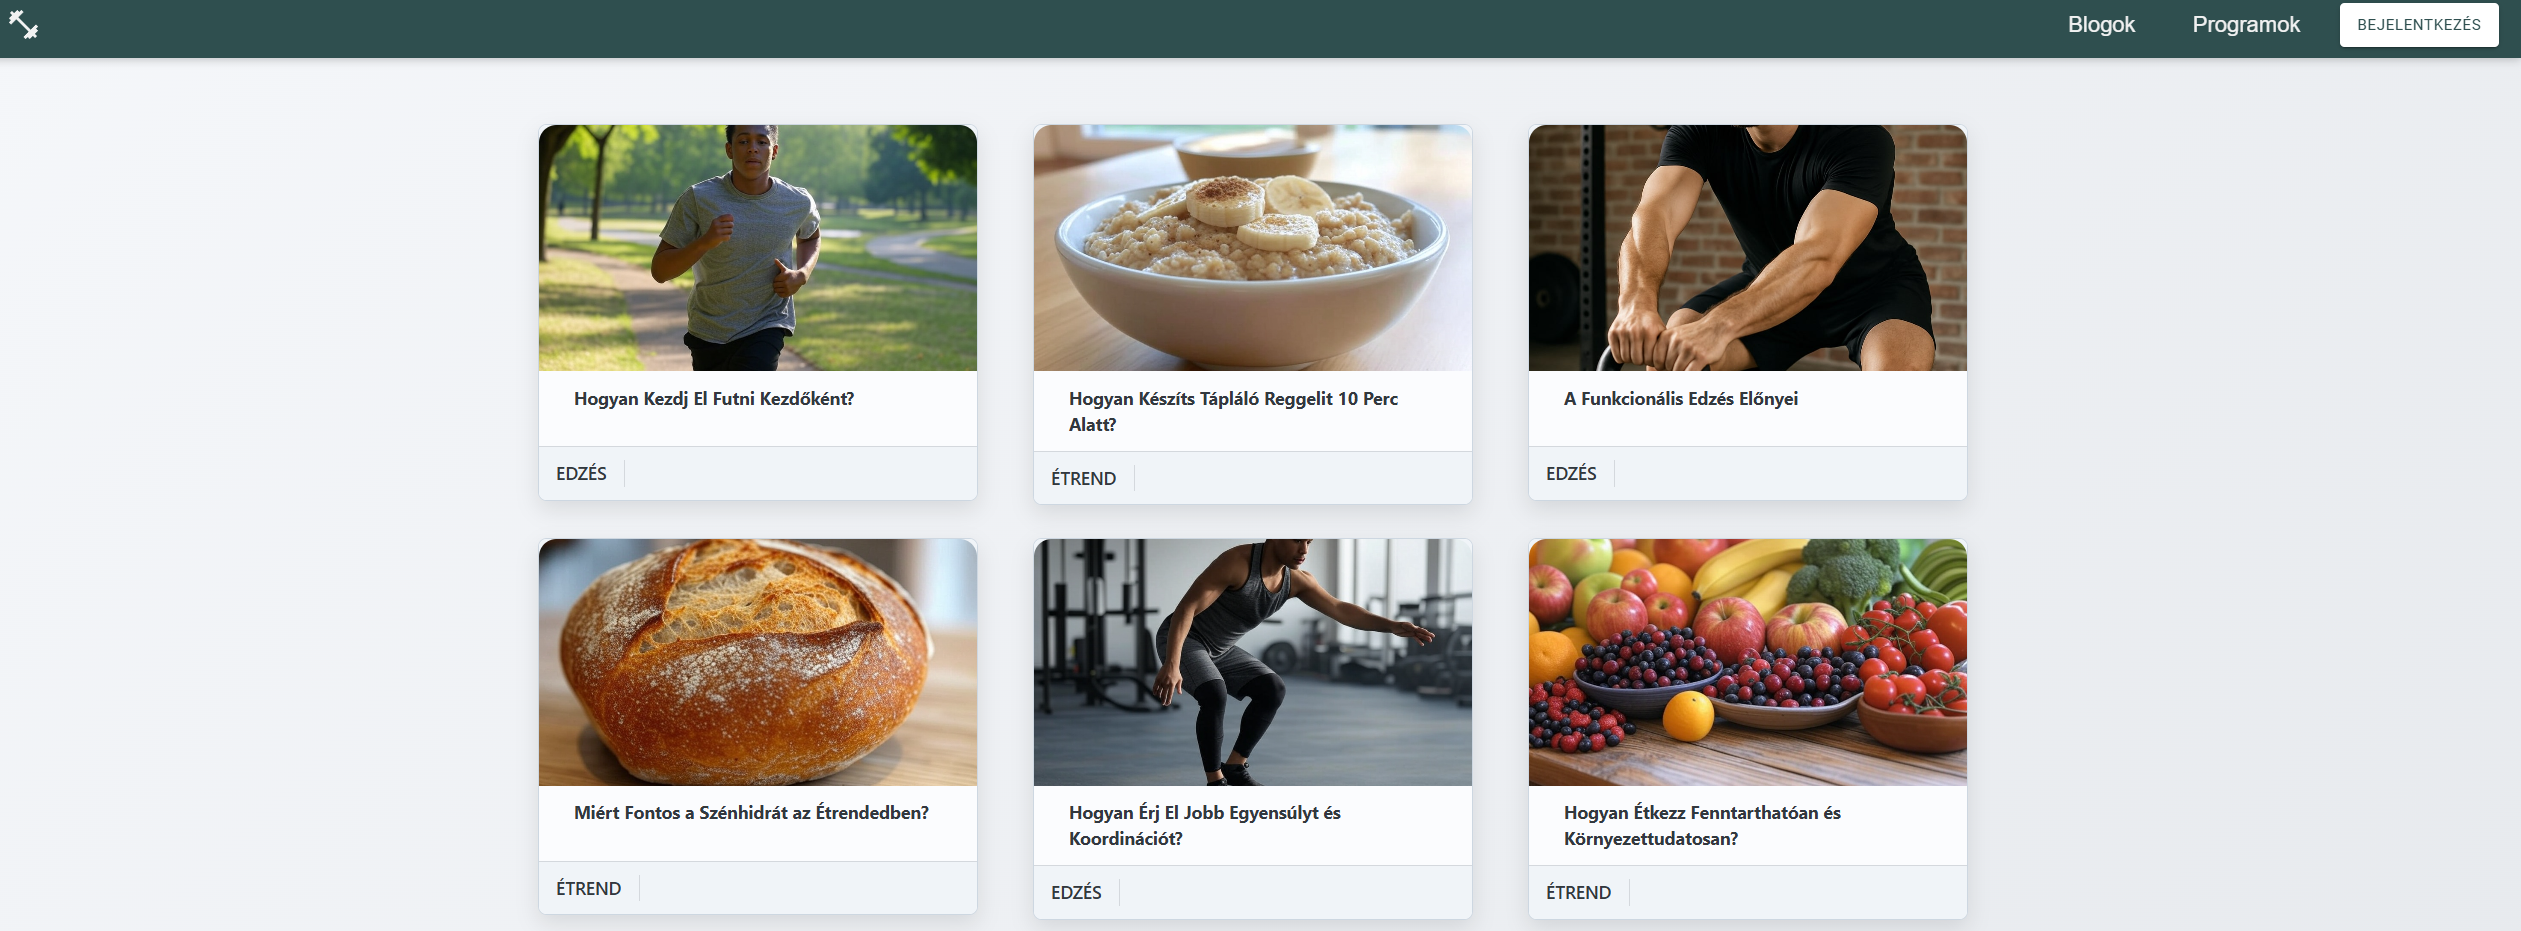 Blogok
Programok
BEJELENTKEZÉS
Hogyan Kezdj El Futni Kezdőként?
EDZÉS
Hogyan Készíts Tápláló Reggelit 10 Perc
Alatt?
ÉTREND
A Funkcionális Edzés Előnyei
EDZÉS
Miért Fontos a Szénhidrát az Étrendedben?
ÉTREND
Hogyan Érj El Jobb Egyensúlyt és
Koordinációt?
EDZÉS
Hogyan Étkezz Fenntarthatóan és
Környezettudatosan?
ÉTREND